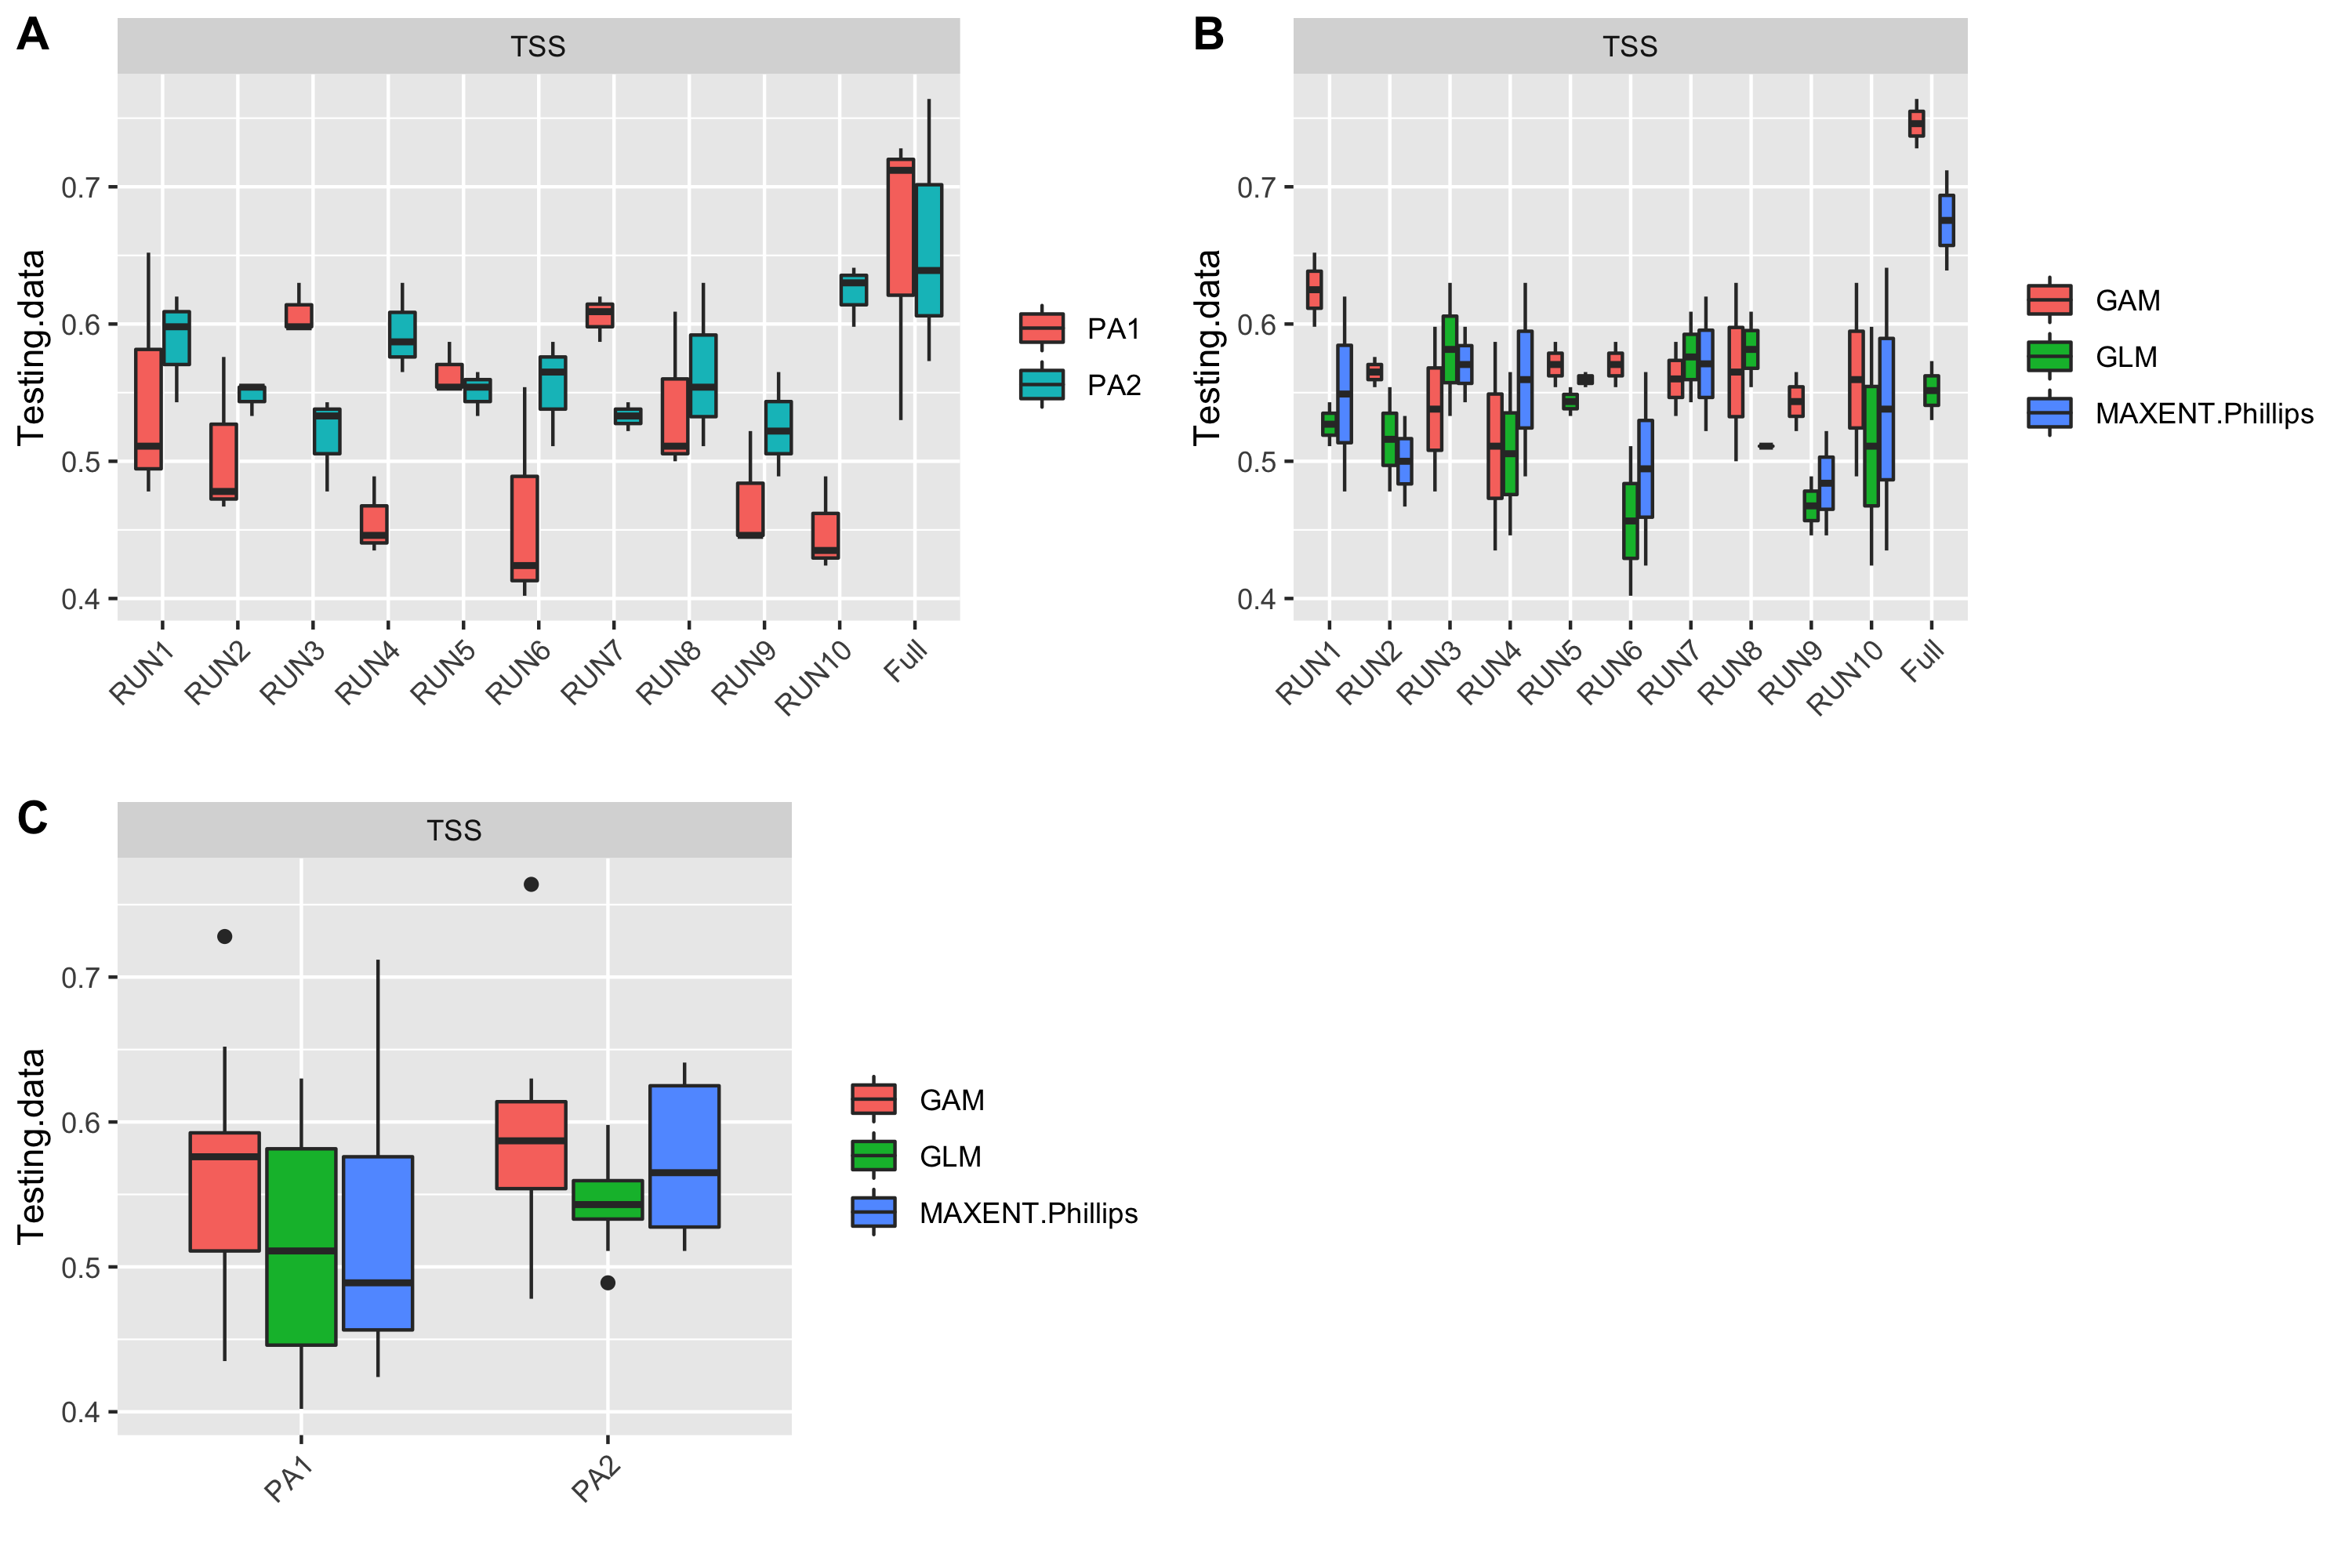 A
TSS
Testing.data
0.7
0.6
0.5
0.4
RUN1
RUN2
RUN3
RUN4
RUN5
RUN6
RUN7
RUN8
RUN9
RUN10
Full
PA1
PA2
B
TSS
Testing.data
0.7
0.6
0.5
0.4
RUN1
RUN2
RUN3
RUN4
RUN5
RUN6
RUN7
RUN8
RUN9
RUN10
Full
GAM
GLM
MAXENT.Phillips
C
TSS
Testing.data
0.7
0.6
0.5
0.4
PA1
PA2
GAM
GLM
MAXENT.Phillips